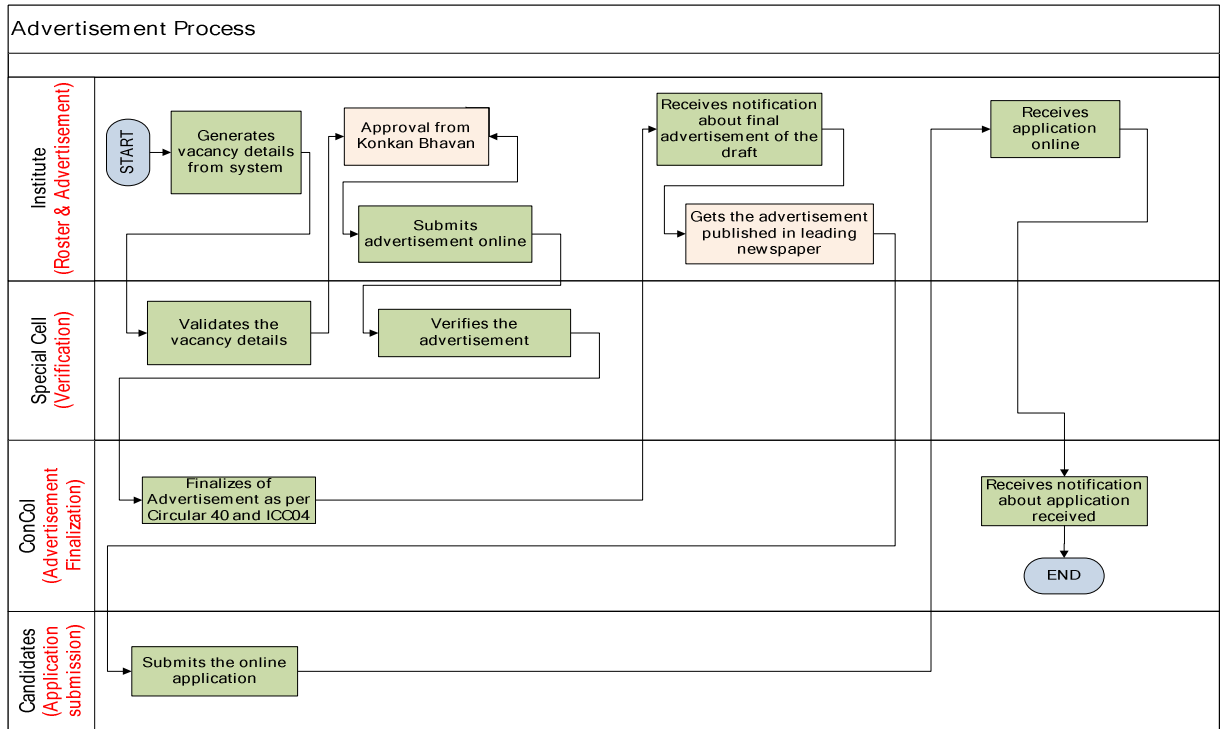 Advertisement Process
Institute
(Roster & Advertisement)
START
Generates
vacancy details
from system
Approval from
Konkan Bhavan
Submits
advertisement online
Receives notification
about final
advertisement of the
draft
Gets the advertisement
published in leading
newspaper
Receives
application
online
Special Cell
(Verification)
Validates the
vacancy details
Verifies the
advertisement
ConCol
(Advertisement
Finalization)
Finalizes of
Advertisement as per
Circular 40 and ICC04
Receives notification
about application
received
END
Candidates
(Application
submission)
Submits the online
application